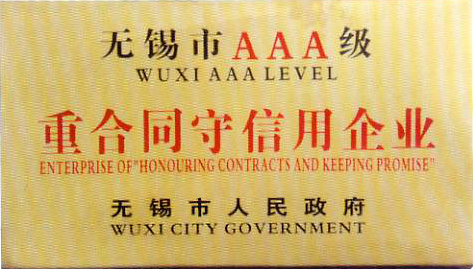 无锡市AAA级
WUXI AAA LEVEL
重合同守信用企业
ENTERPRISE OF "HONOURING CONTRACTS AND KEEPING PROMISE"
无锡市人民政府
WUXI CITY GOVERNMENT